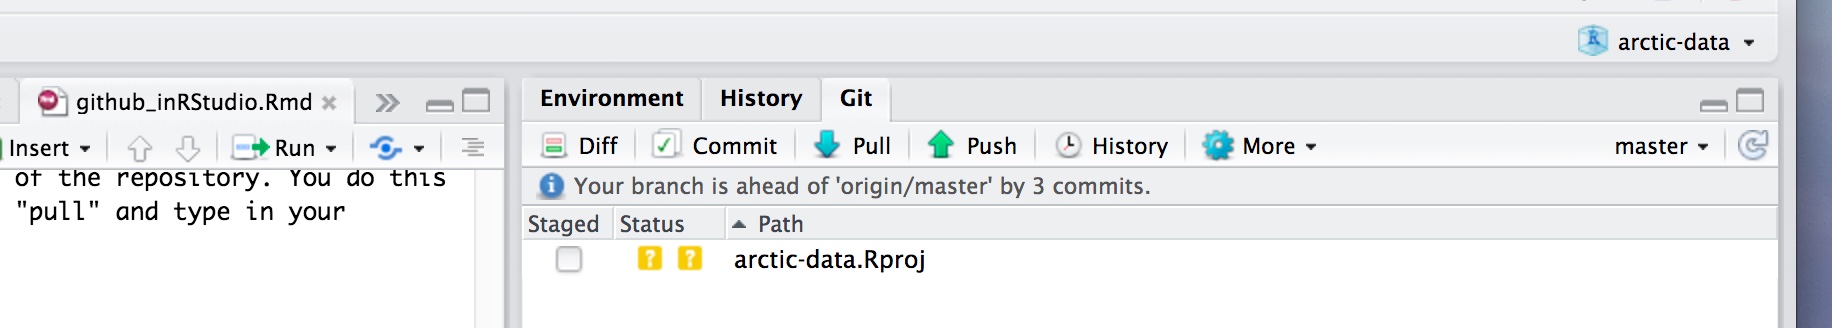 arctic-data
github_inRStudio.Rmd
Environment History Git
Insert Run
Diff Commit Pull Push History More master
of the repository. You do this
"pull" and type in your
Your branch is ahead of 'origin/master' by 3 commits.
Staged Status Path
? ? arctic-data.Rproj